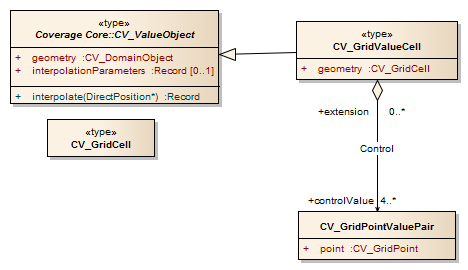 «type»
Coverage Core::CV_ValueObject
+ geometry :CV_DomainObject
+ interpolationParameters :Record [0..1]
+ interpolate(DirectPosition*) :Record
«type»
CV_GridValueCell
+ geometry :CV_GridCell
«type»
CV_GridCell
+extension 0..*
Control
+controlValue 4..*
CV_GridPointValuePair
+ point :CV_GridPoint